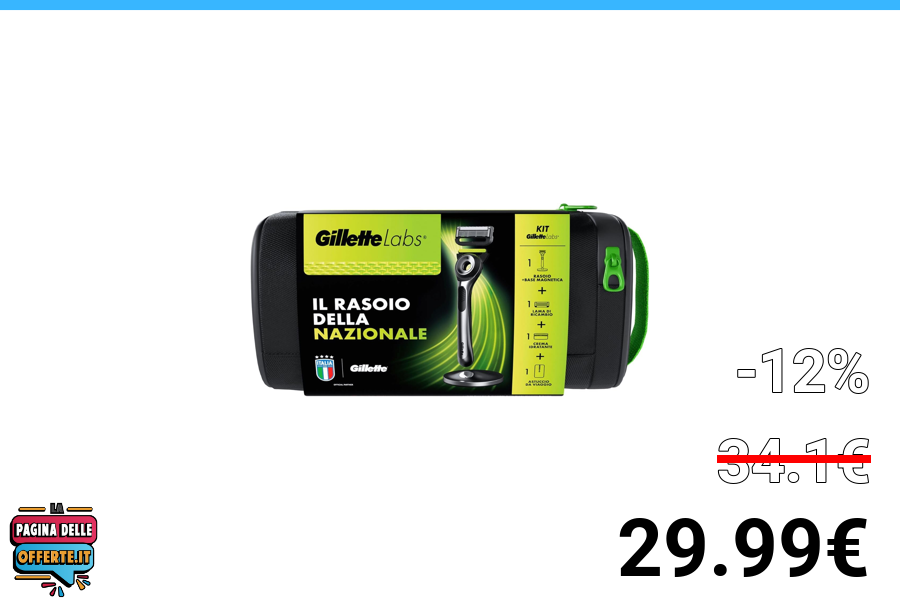 GilletteLabs®
IL RASOIO
DELLA
NAZIONALE
ITALIA
Gillette
KIT
GilletteLabs
1
RASOIO
+BASE MAGNETICA
+
1
LAMA DI
RICAMBIO
+
1
CREMA
IDRATANTE
+
1
ASTUCCIO
DA VIAGGIO
-12%
34.1€
29.99€
LA
PAGINA DELLE
OFFERTE.IT